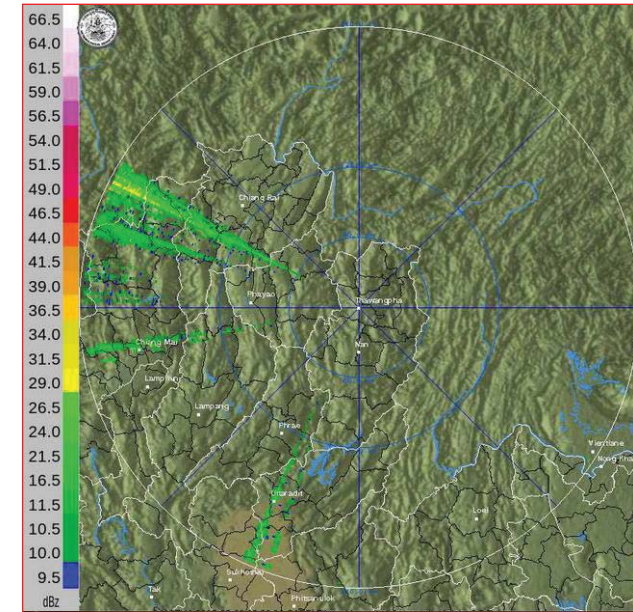 66.5
64.0
61.5
59.0
56.5
54.0
51.5
49.0
46.5
44.0
41.5
39.0
36.5
34.0
31.5
29.0
26.5
24.0
21.5
16.5
11.5
10.5
10.0
9.5
dBz
Chiang Rai
Phayao
Thawangpha
Chiang Mai
Nan
Lamphun
Lampang
Phrae
Vientiane
Nong Khai
Uttaradit
Loei
Sukhothai
Tak
Phitsanulok